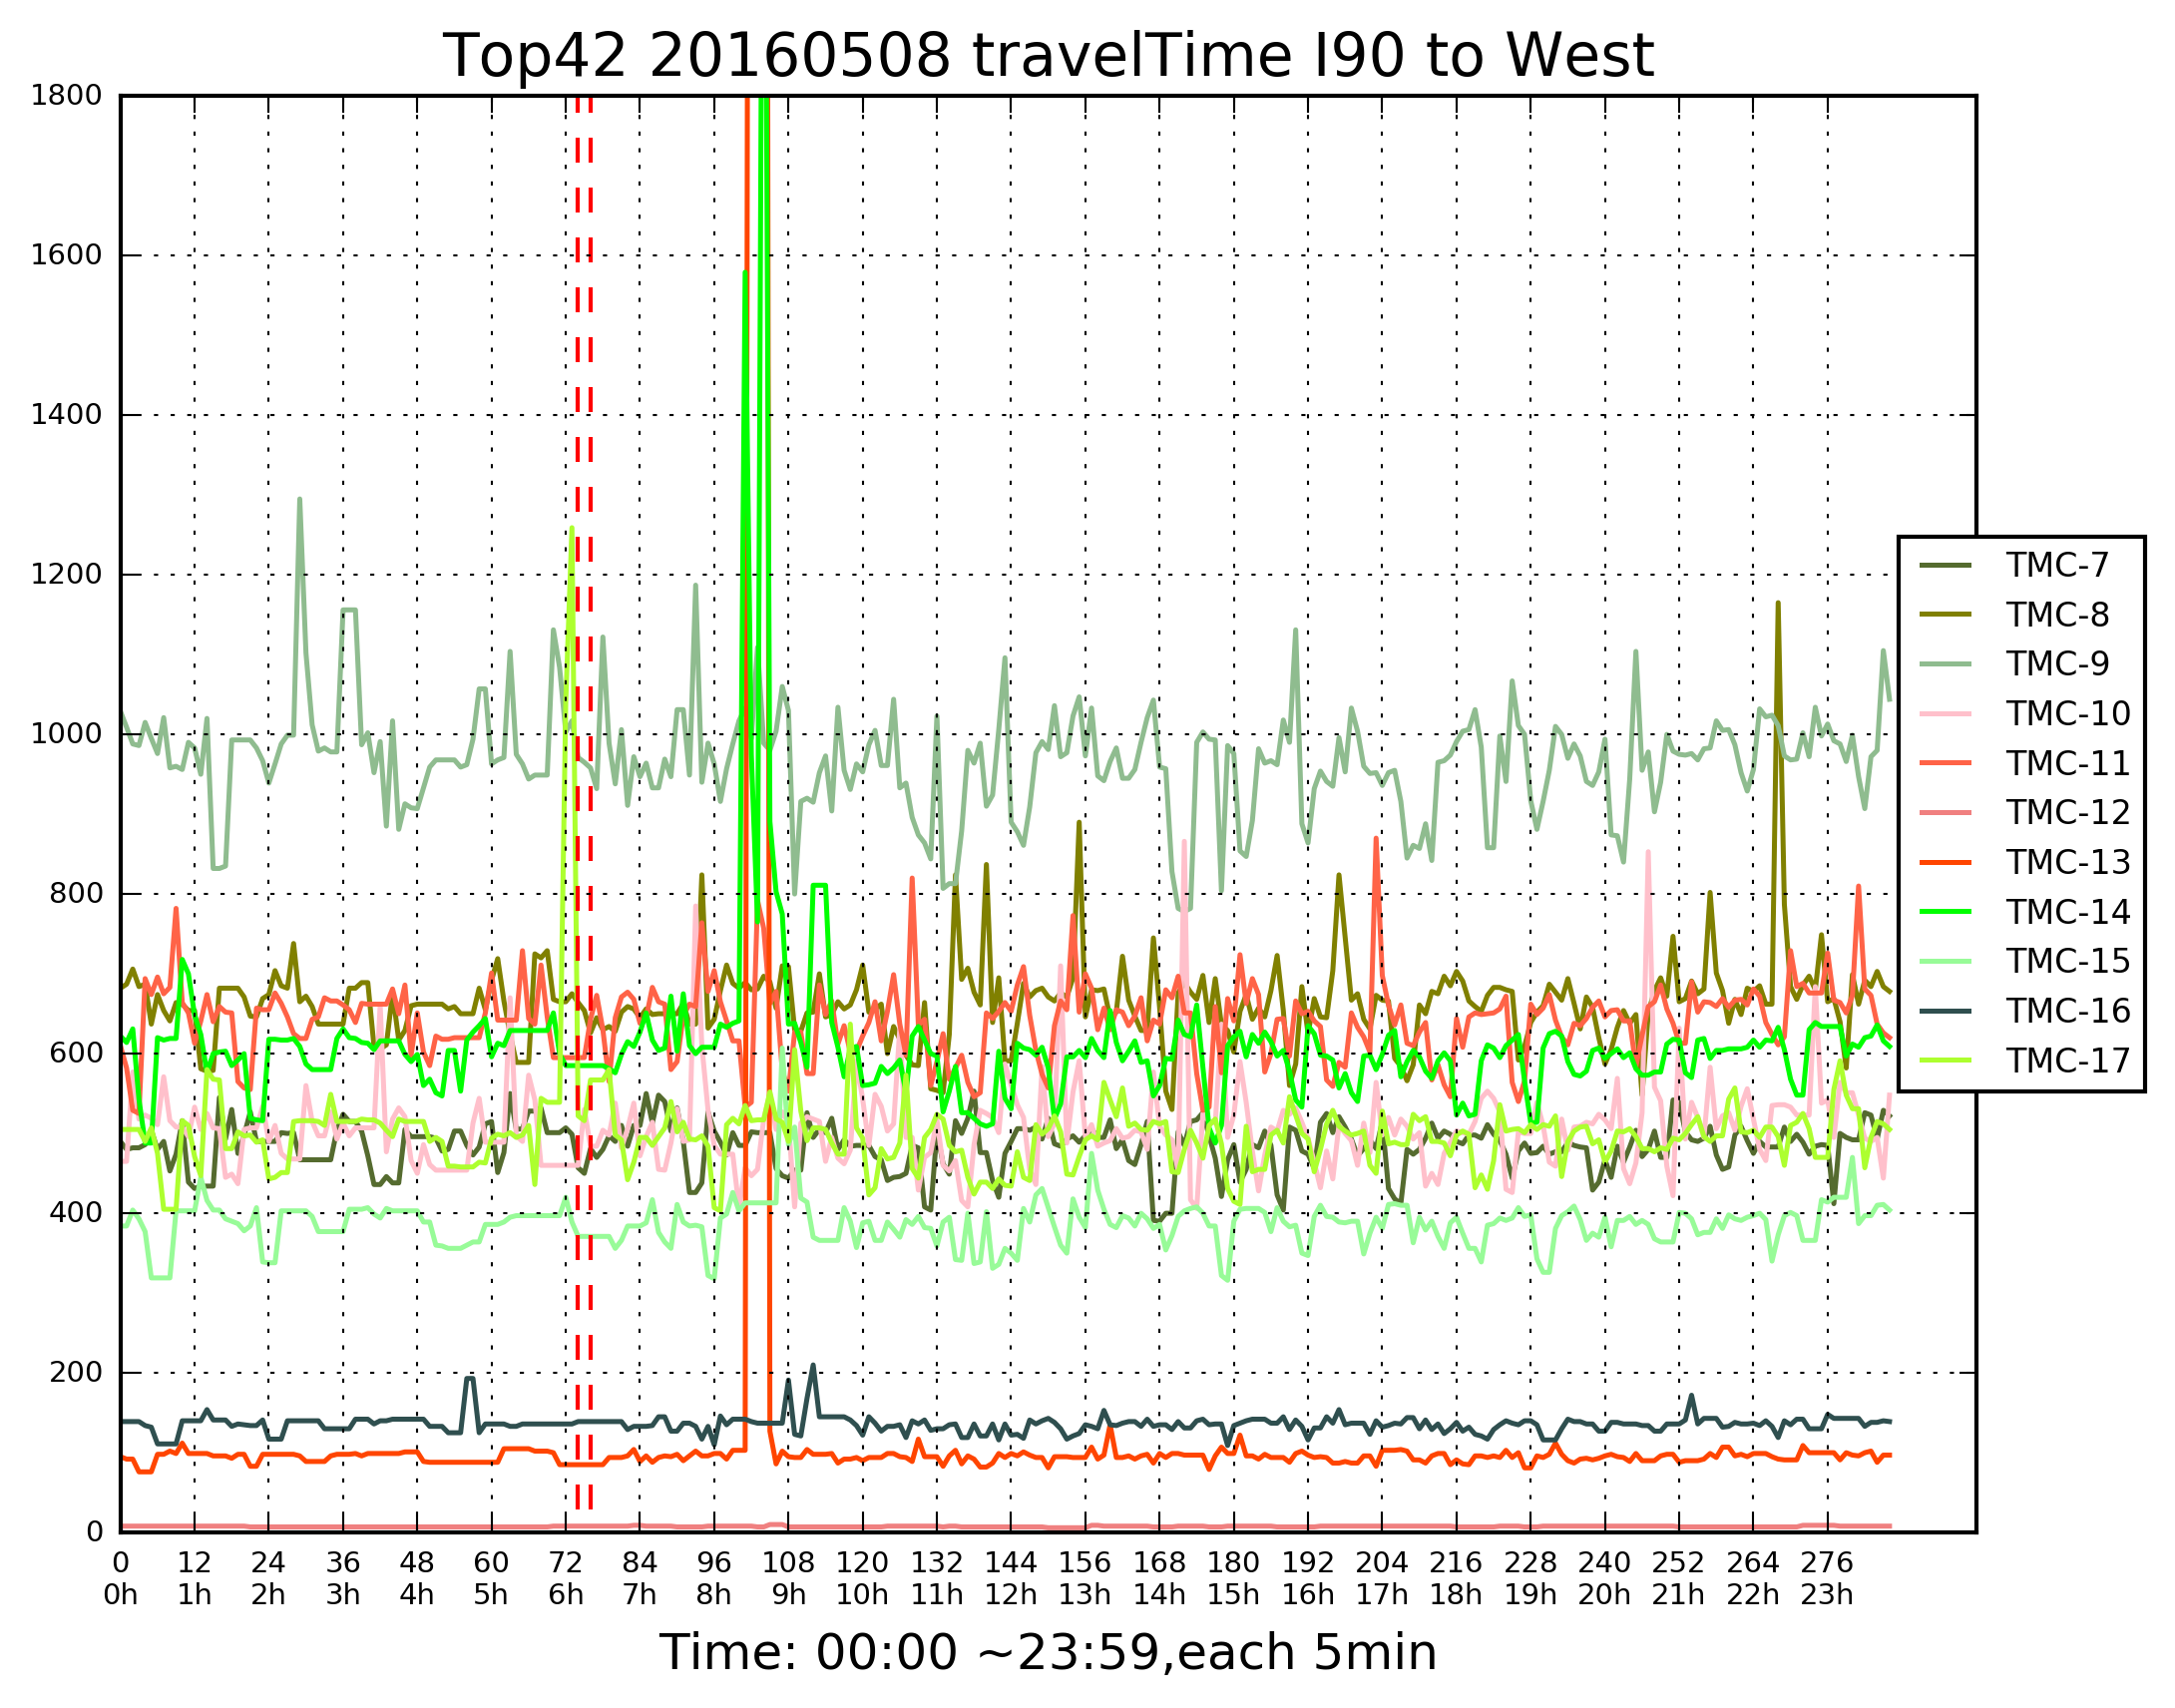 Top42 20160508 travelTime I90 to West
1800
1600
1400
1200
1000
800
600
400
200
0
TMC-7
TMC-8
TMC-9
TMC-10
TMC-11
TMC-12
TMC-13
TMC-14
TMC-15
TMC-16
TMC-17
0 12 24 36 48 60 72 84 96 108 120 132 144 156 168 180 192 204 216 228 240 252 264 276
0h 1h 2h 3h 4h 5h 6h 7h 8h 9h 10h 11h 12h 13h 14h 15h 16h 17h 18h 19h 20h 21h 22h 23h
Time: 00:00 ~23:59,each 5min